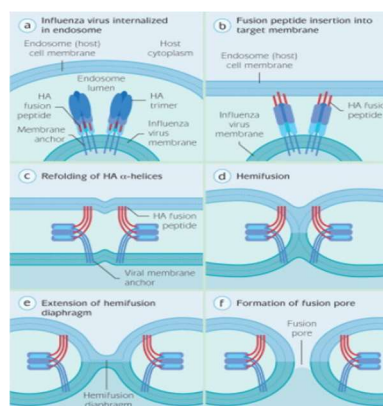 a Influenza virus internalized
in endosome
Endosome (host)
cell membrane
Host
cytoplasm
Endosome
lumen
HA
fusion
peptide
HA
trimer
Membrane
anchor
Influenza
virus
membrane
b Fusion peptide insertion into
target membrane
Endosome (host)
cell membrane
Influenza
virus
membrane
HA fusion
peptide
c Refolding of HA α-helices
HA fusion
peptide
Viral membrane
anchor
d Hemifusion
e Extension of hemifusion
diaphragm
Hemifusion
diaphragm
f Formation of fusion pore
Fusion
pore